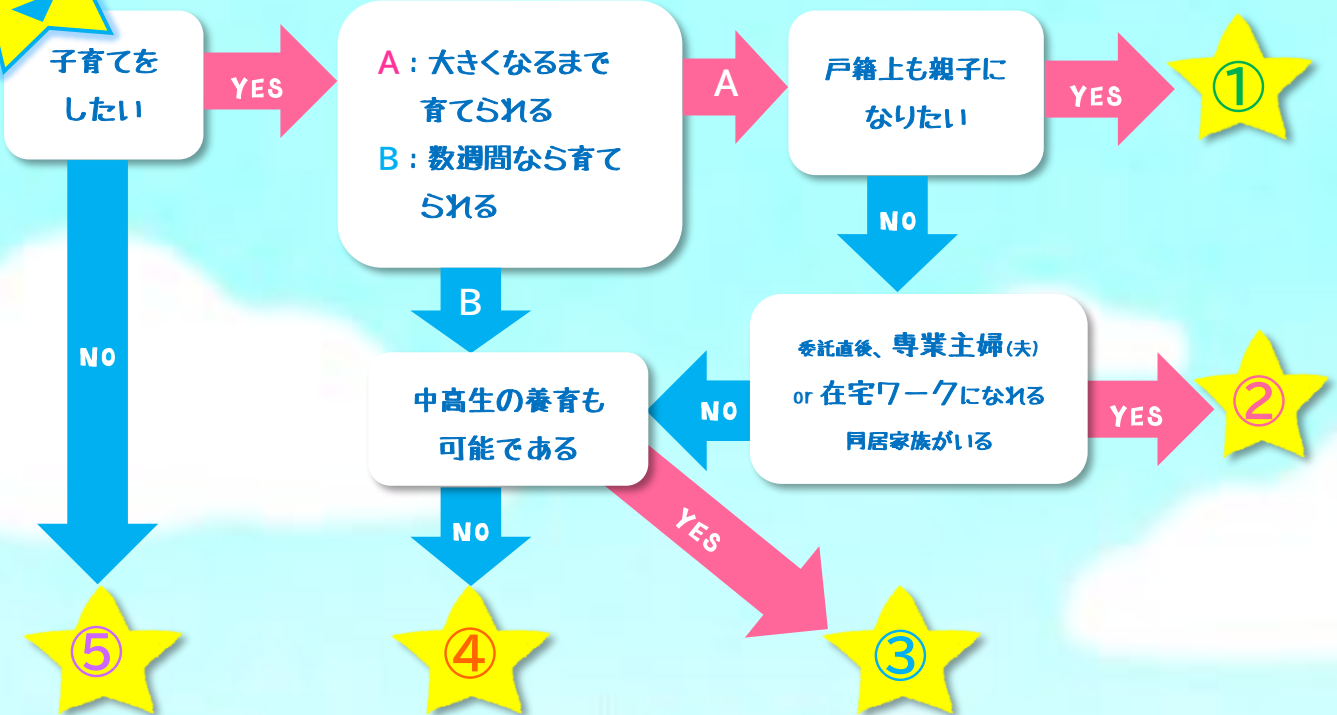 子育てを
したい
YES
A：大きくなるまで
育てられる
B：数週間なら育て
られる
A
戸籍上も親子に
なりたい
YES
①
NO
B
NO
委託直後、専業主婦(夫)
or 在宅ワークになれる
同居家族がいる
YES
②
NO
中高生の養育も
可能である
NO
YES
⑤
④
③